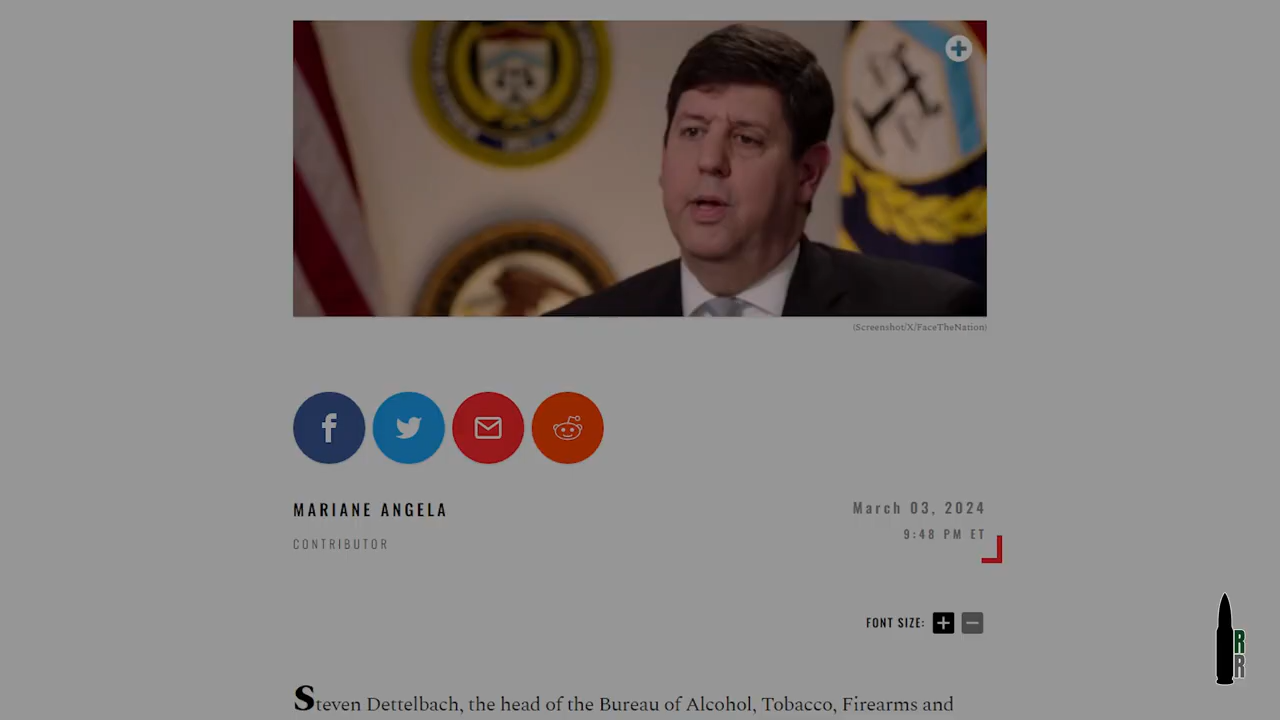 (Screenshot/X/FaceTheNation)
MARIANE ANGELA
CONTRIBUTOR
March 03, 2024
9:48 PM ET
FONT SIZE:
Steven Dettelbach, the head of the Bureau of Alcohol, Tobacco, Firearms and
R
R